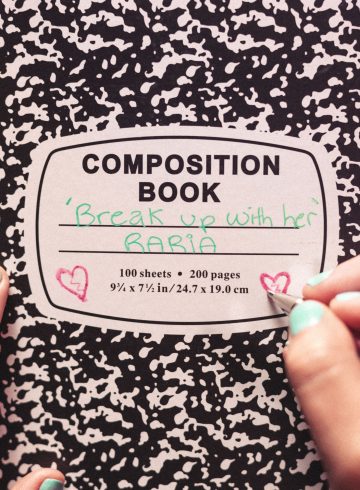 COMPOSITION
BOOK
"Break up with her"
RABIA
100 sheets • 200 pages
9¾ x 7½ in/24.7 x 19.0 cm